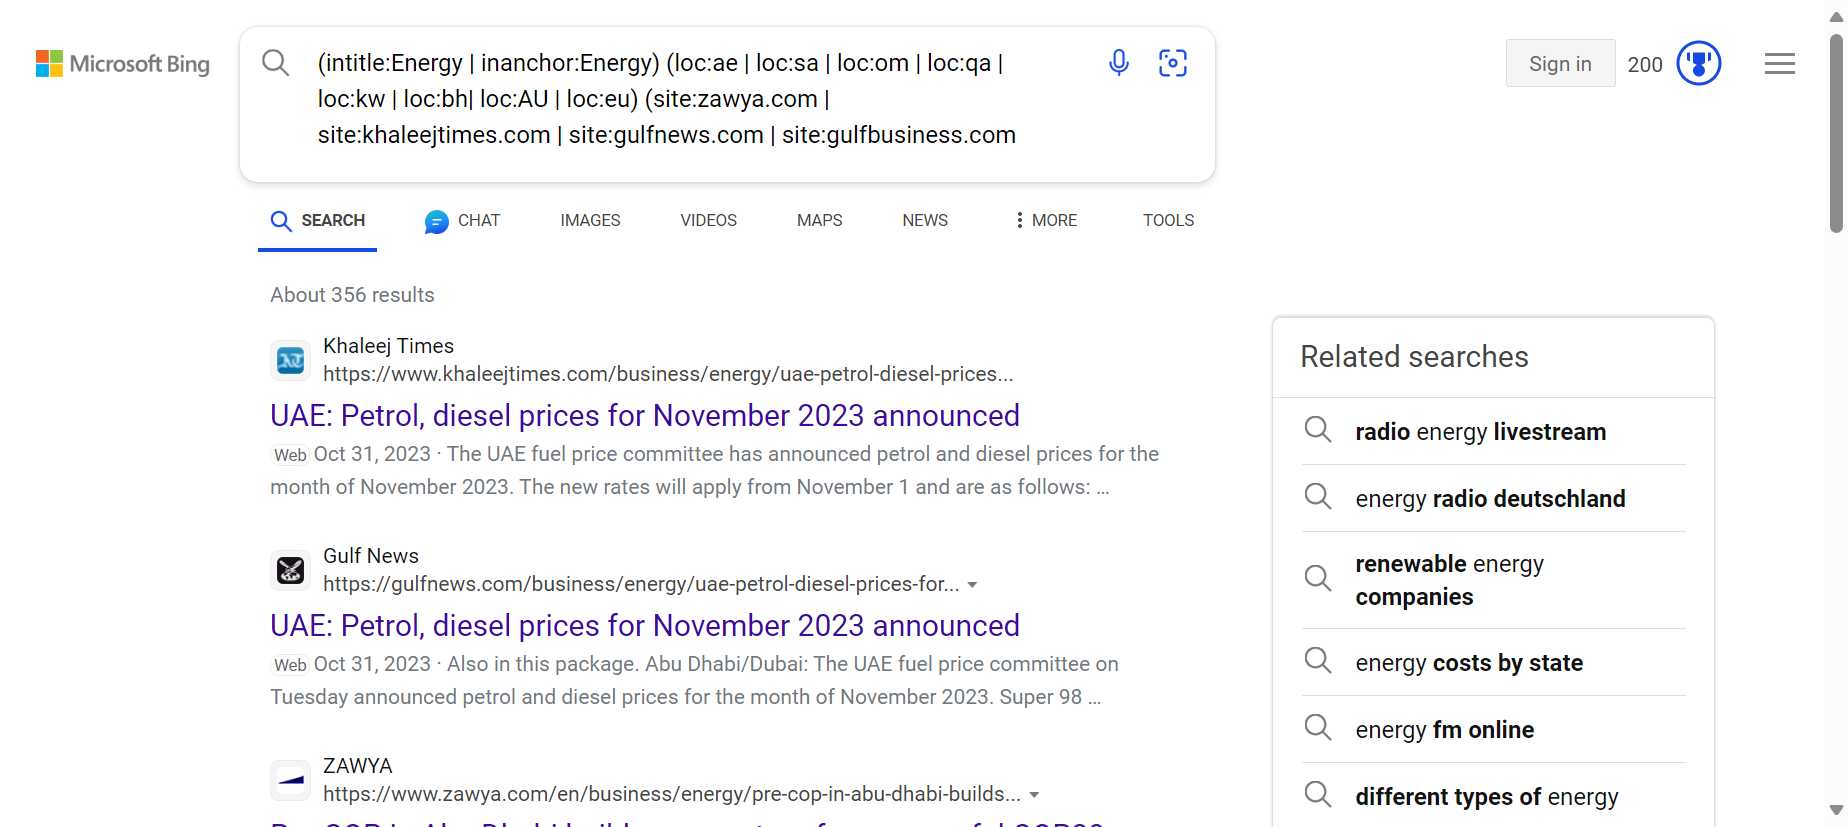 Microsoft Bing
(intitle:Energy | inanchor:Energy) (loc:ae | loc:sa | loc:om | loc:qa |
loc:kw | loc:bh| loc:AU | loc:eu) (site:zawya.com |
site:khaleejtimes.com | site:gulfnews.com | site:gulfbusiness.com
Sign in
200
SEARCH
CHAT
IMAGES
VIDEOS
MAPS
NEWS
MORE
TOOLS
About 356 results
Khaleej Times
https://www.khaleejtimes.com/business/energy/uae-petrol-diesel-prices...
UAE: Petrol, diesel prices for November 2023 announced
Web Oct 31, 2023 · The UAE fuel price committee has announced petrol and diesel prices for the
month of November 2023. The new rates will apply from November 1 and are as follows: ...
Gulf News
https://gulfnews.com/business/energy/uae-petrol-diesel-prices-for...
UAE: Petrol, diesel prices for November 2023 announced
Web Oct 31, 2023 · Also in this package. Abu Dhabi/Dubai: The UAE fuel price committee on
Tuesday announced petrol and diesel prices for the month of November 2023. Super 98 ...
ZAWYA
https://www.zawya.com/en/business/energy/pre-cop-in-abu-dhabi-builds...
Related searches
radio energy livestream
energy radio deutschland
renewable energy
companies
energy costs by state
energy fm online
different types of energy